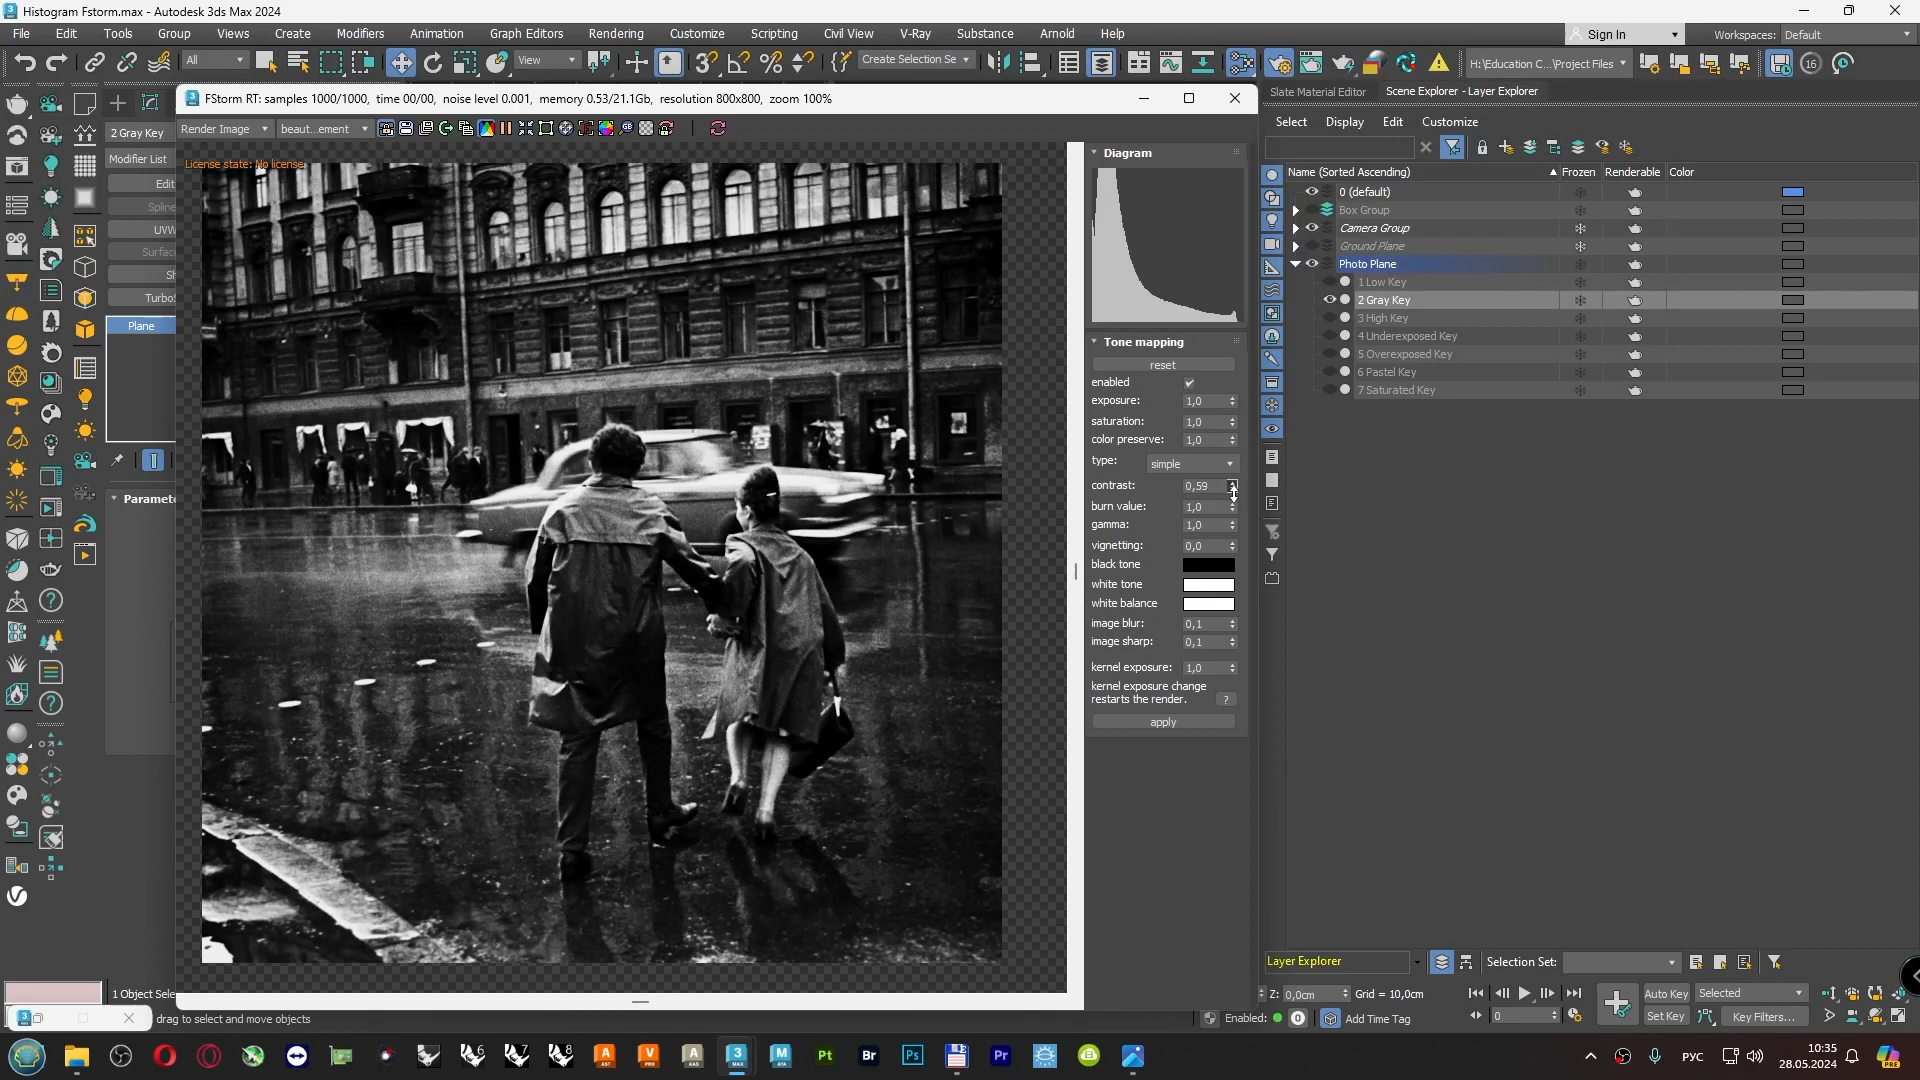 Histogram Fstorm.max - Autodesk 3ds Max 2024
File Edit Tools Group Views Create Modifiers Animation Graph Editors Rendering Customize Scripting Civil View V-Ray Substance Arnold Help
Sign In Workspaces: Default
All View Create Selection Se H:\Education C...\Project Files 16
FStorm RT: samples 1000/1000, time 00/00, noise level 0.001, memory 0.53/21.1Gb, resolution 800x800, zoom 100%
Slate Material Editor Scene Explorer - Layer Explorer
2 Gray Key
Render Image beaut...ement
Select Display Edit Customize
Modifier List
License state: No license
Edit
Spline
UVW
Surface
Sh
TurboS
Plane
Paramete
Diagram
Tone mapping
reset
enabled
exposure: 1,0
saturation: 1,0
color preserve: 1,0
type: simple
contrast: 0,59
burn value: 1,0
gamma: 1,0
vignetting: 0,0
black tone
white tone
white balance
image blur: 0,1
image sharp: 0,1
kernel exposure: 1,0
kernel exposure change
restarts the render. ?
apply
Name (Sorted Ascending) Frozen Renderable Color
0 (default)
Box Group
Camera Group
Ground Plane
Photo Plane
1 Low Key
2 Gray Key
3 High Key
4 Underexposed Key
5 Overexposed Key
6 Pastel Key
7 Saturated Key
Layer Explorer Selection Set:
1 Object Sele
Z: 0,0cm Grid = 10,0cm
Auto Key Selected
drag to select and move objects
Enabled: 0 Add Time Tag
0 Set Key Key Filters...
РУС
10:35
28.05.2024